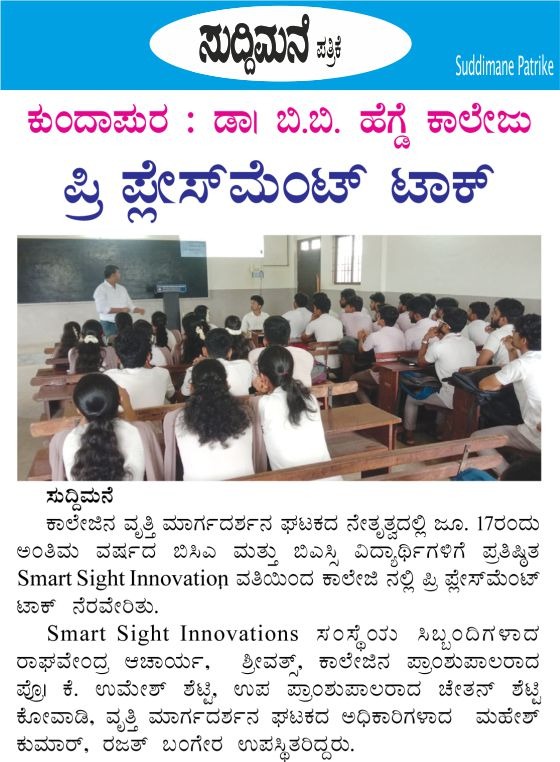 ಸುದ್ದಿಮನೆ ಪತ್ರಿಕೆ
Suddimane Patrike
ಕುಂದಾಪುರ : ಡಾ। ಬಿ.ಬಿ. ಹೆಗ್ಡೆ ಕಾಲೇಜು
ಪ್ರಿ ಪ್ಲೇಸ್‌ಮೆಂಟ್ ಟಾಕ್
ಸುದ್ದಿಮನೆ
ಕಾಲೇಜಿನ ವೃತ್ತಿ ಮಾರ್ಗದರ್ಶನ ಘಟಕದ ನೇತೃತ್ವದಲ್ಲಿ ಜೂ. 17ರಂದು
ಅಂತಿಮ ವರ್ಷದ ಬಿಸಿಎ ಮತ್ತು ಬಿಎಸ್ಸಿ ವಿದ್ಯಾರ್ಥಿಗಳಿಗೆ ಪ್ರತಿಷ್ಠಿತ
Smart Sight Innovation, ವತಿಯಿಂದ ಕಾಲೇಜಿ ನಲ್ಲಿ ಪ್ರಿ ಪ್ಲೇಸ್‌ಮೆಂಟ್
ಟಾಕ್ ನೆರವೇರಿತು.
Smart Sight Innovations ಸಂಸ್ಥೆಯ ಸಿಬ್ಬಂದಿಗಳಾದ
ರಾಘವೇಂದ್ರ ಆಚಾರ್ಯ, ಶ್ರೀವತ್ಸ್, ಕಾಲೇಜಿನ ಪ್ರಾಂಶುಪಾಲರಾದ
ಪ್ರೊ। ಕೆ. ಉಮೇಶ್ ಶೆಟ್ಟಿ, ಉಪ ಪ್ರಾಂಶುಪಾಲರಾದ ಚೇತನ್ ಶೆಟ್ಟಿ
ಕೋವಾಡಿ, ವೃತ್ತಿ ಮಾರ್ಗದರ್ಶನ ಘಟಕದ ಅಧಿಕಾರಿಗಳಾದ ಮಹೇಶ್
ಕುಮಾರ್, ರಜತ್ ಬಂಗೇರ ಉಪಸ್ಥಿತರಿದ್ದರು.